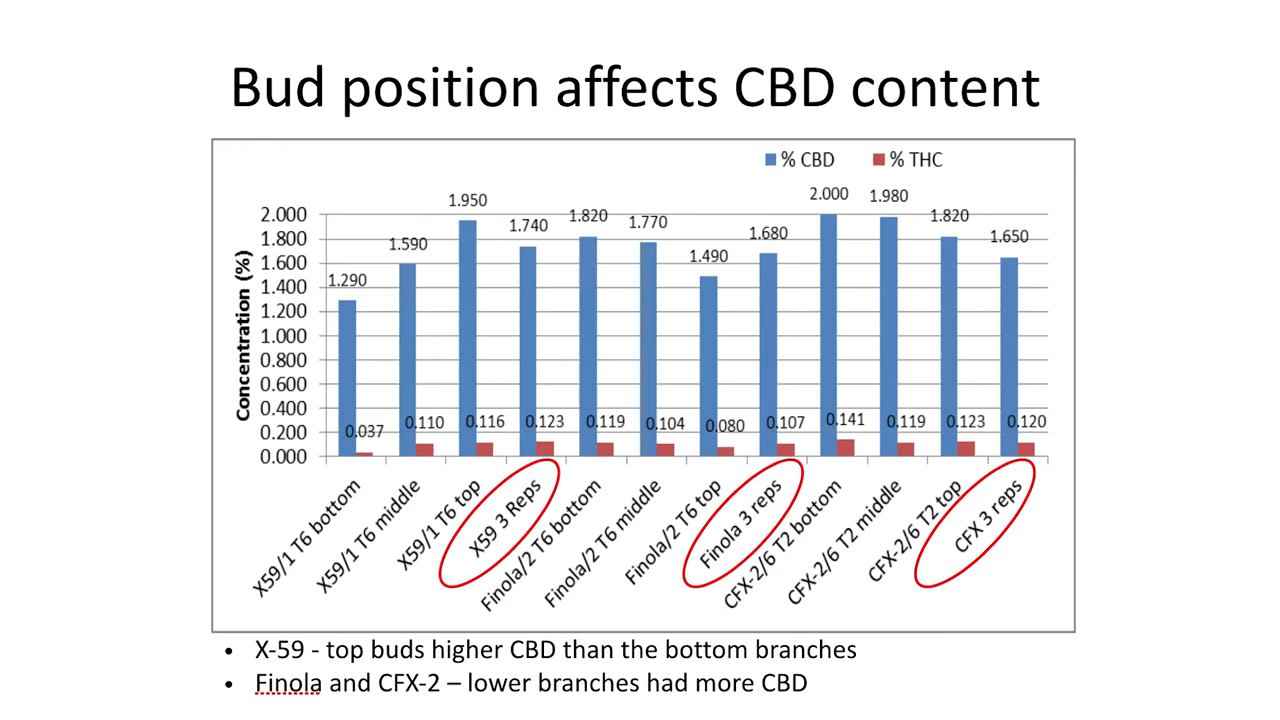 Bud position affects CBD content
% CBD % THC
Concentration (%)
2.000
1.800
1.600
1.400
1.200
1.000
0.800
0.600
0.400
0.200
0.000
1.290
1.590
1.950
1.740
1.820
1.770
1.490
1.680
2.000
1.980
1.820
1.650
0.037
0.110
0.116
0.123
0.119
0.104
0.080
0.107
0.141
0.119
0.123
0.120
X59/1 T6 bottom
X59/1 T6 middle
X59/1 T6 top
X59 3 Reps
Finola/2 T6 bottom
Finola/2 T6 middle
Finola/2 T6 top
Finola 3 reps
CFX-2/6 T2 bottom
CFX-2/6 T2 middle
CFX-2/6 T2 top
CFX 3 reps
• X-59 - top buds higher CBD than the bottom branches
• Finola and CFX-2 – lower branches had more CBD